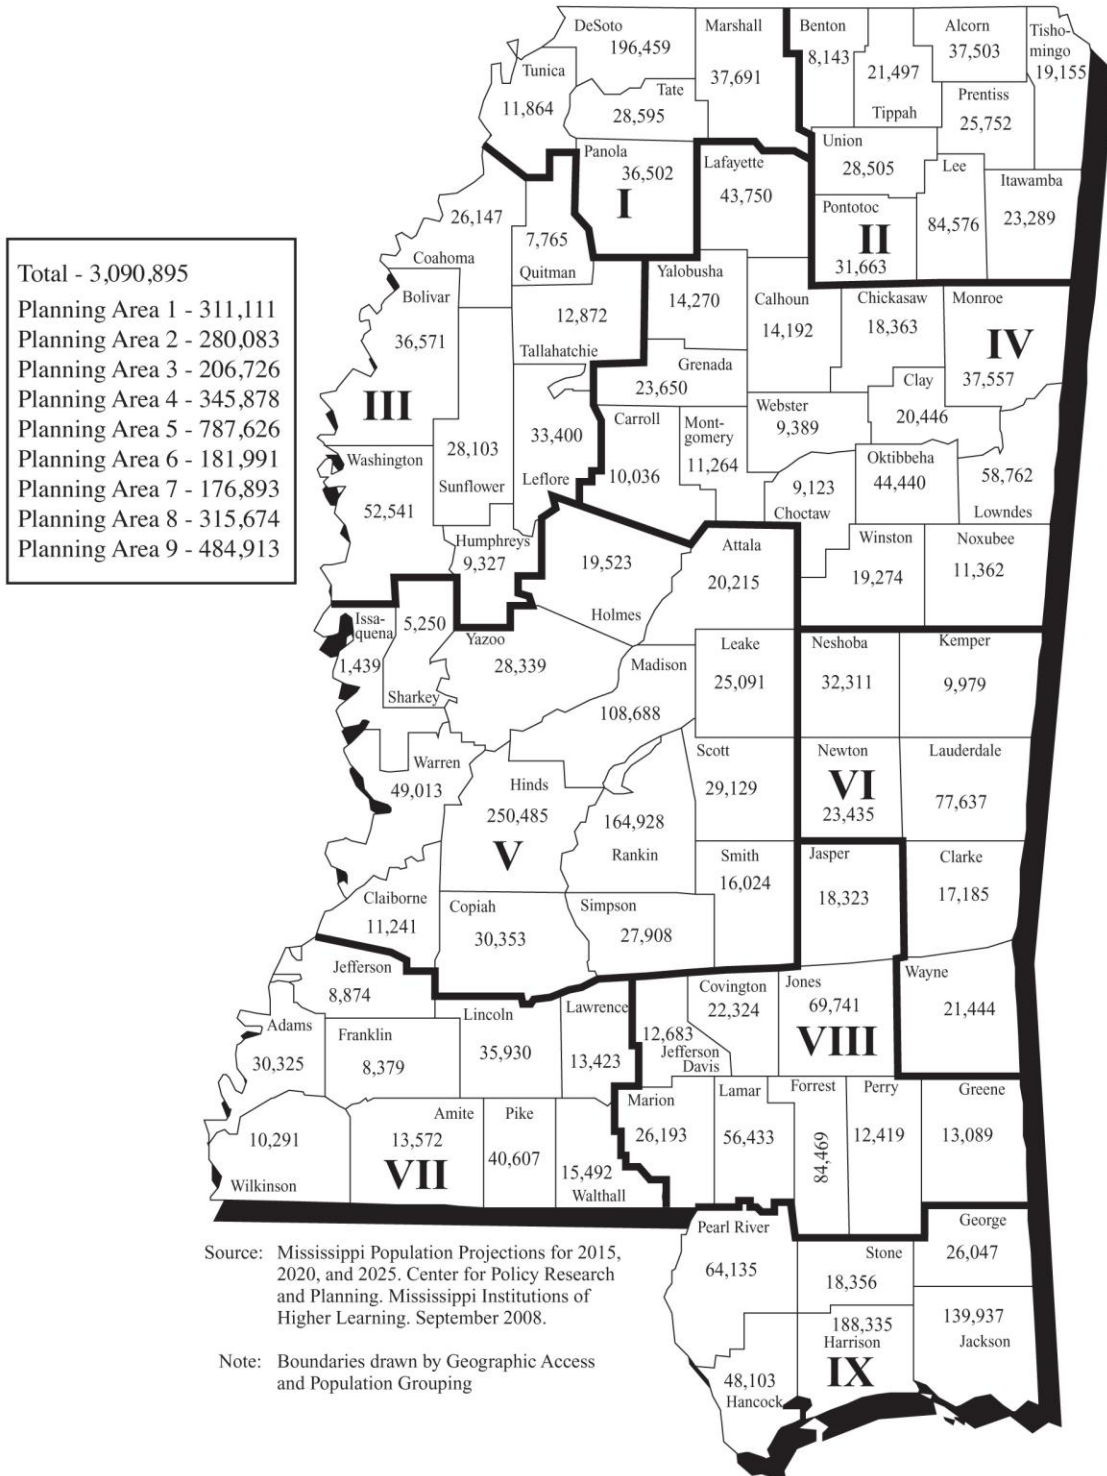 DeSoto
196,459
Marshall
37,691
Benton
8,143
Alcorn
37,503
Tisho-
mingo
19,155
Tunica
11,864
Tate
28,595
21,497
Tippah
Prentiss
25,752
Panola
36,502
I
Lafayette
43,750
Union
28,505
Lee
84,576
Itawamba
23,289
Pontotoc
II
31,663
26,147
Coahoma
7,765
Quitman
Total - 3,090,895
Planning Area 1 - 311,111
Planning Area 2 - 280,083
Planning Area 3 - 206,726
Planning Area 4 - 345,878
Planning Area 5 - 787,626
Planning Area 6 - 181,991
Planning Area 7 - 176,893
Planning Area 8 - 315,674
Planning Area 9 - 484,913
Bolivar
36,571
III
12,872
Tallahatchie
Yalobusha
14,270
Calhoun
14,192
Chickasaw
18,363
Monroe
IV
37,557
Grenada
23,650
Clay
20,446
28,103
Sunflower
33,400
Leflore
Carroll
10,036
Mont-
gomery
11,264
Webster
9,389
Washington
52,541
9,123
Choctaw
Oktibbeha
44,440
58,762
Lowndes
Humphreys
9,327
19,523
Holmes
Attala
20,215
Winston
19,274
Noxubee
11,362
Issa-
quena
1,439
5,250
Sharkey
Yazoo
28,339
Madison
108,688
Leake
25,091
Neshoba
32,311
Kemper
9,979
Warren
49,013
Hinds
250,485
V
164,928
Rankin
Scott
29,129
Newton
VI
23,435
Lauderdale
77,637
Smith
16,024
Jasper
18,323
Clarke
17,185
Claiborne
11,241
Copiah
30,353
Simpson
27,908
Jefferson
8,874
Adams
30,325
Franklin
8,379
Lincoln
35,930
Lawrence
13,423
12,683
Jefferson
Davis
Covington
22,324
Jones
69,741
VIII
Wayne
21,444
10,291
Wilkinson
Amite
13,572
VII
Pike
40,607
15,492
Walthall
Marion
26,193
Lamar
56,433
Forrest
84,469
Perry
12,419
Greene
13,089
Pearl River
64,135
Stone
18,356
George
26,047
188,335
Harrison
IX
139,937
Jackson
48,103
Hancock
Source: Mississippi Population Projections for 2015,
2020, and 2025. Center for Policy Research
and Planning. Mississippi Institutions of
Higher Learning. September 2008.
Note: Boundaries drawn by Geographic Access
and Population Grouping